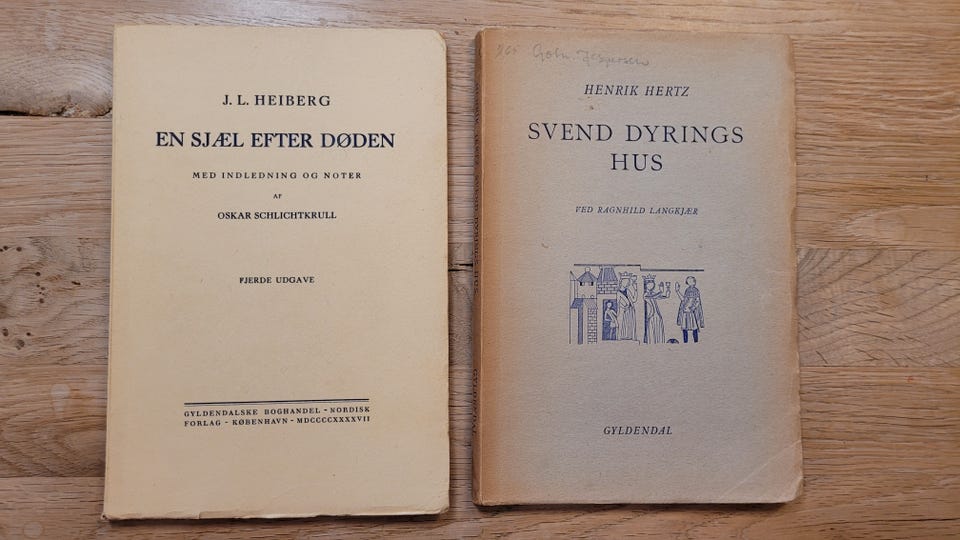 J. L. HEIBERG
EN SJÆL EFTER DØDEN
MED INDLEDNING OG NOTER
AF
OSKAR SCHLICHTKRULL
FJERDE UDGAVE
GYLDENDALSKE BOGHANDEL - NORDISK
FORLAG - KØBENHAVN - MDCCCCXXXXVII
HENRIK HERTZ
SVEND DYRINGS
HUS
VED RAGNHILD LANGKJÆR
GYLDENDAL